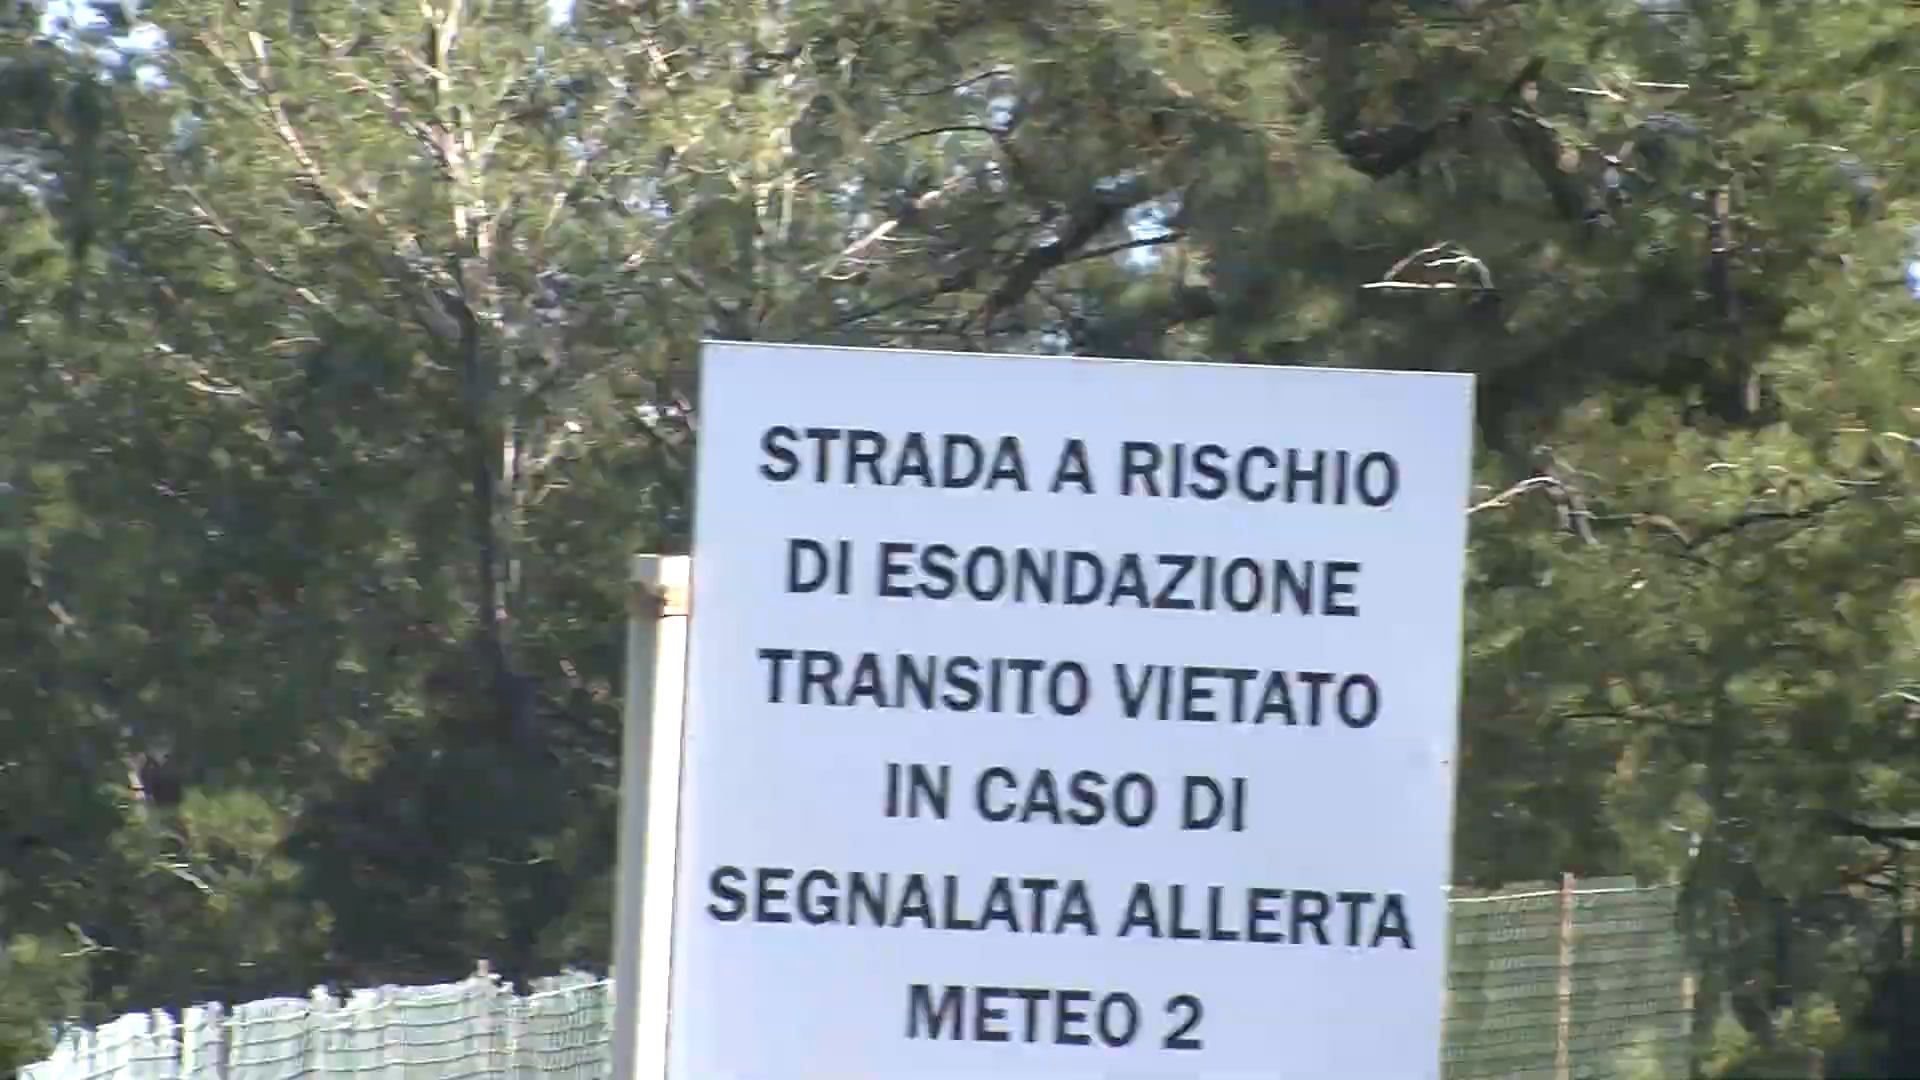 STRADA A RISCHIO
DI ESONDAZIONE
TRANSITO VIETATO
IN CASO DI
SEGNALATA ALLERTA
METEO 2